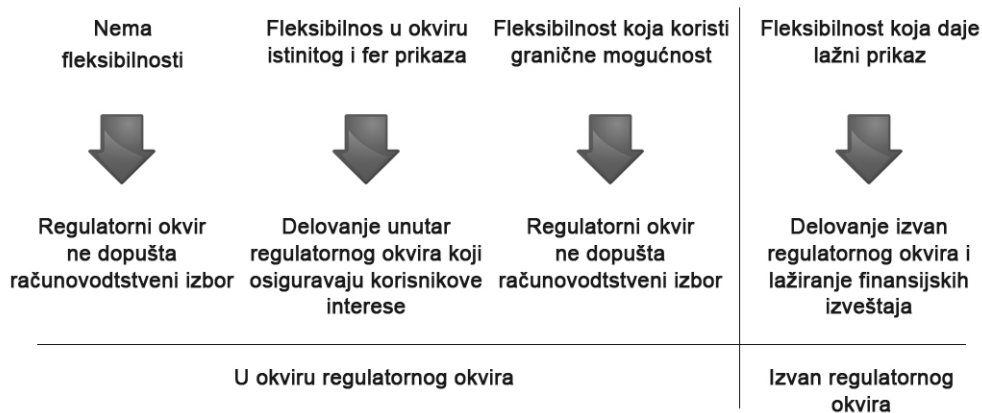 Nema
fleksibilnosti
Fleksibilnos u okviru
istinitog i fer prikaza
Fleksibilnost koja koristi
granične mogućnost
Fleksibilnost koja daje
lažni prikaz
Regulatorni okvir
ne dopušta
računovodtstveni izbor
Delovanje unutar
regulatornog okvira koji
osiguravaju korisnikove
interese
Regulatorni okvir
ne dopušta
računovodtstveni izbor
Delovanje izvan
regulatornog okvira i
lažiranje finansijskih
izveštaja
U okviru regulatornog okvira
Izvan regulatornog
okvira